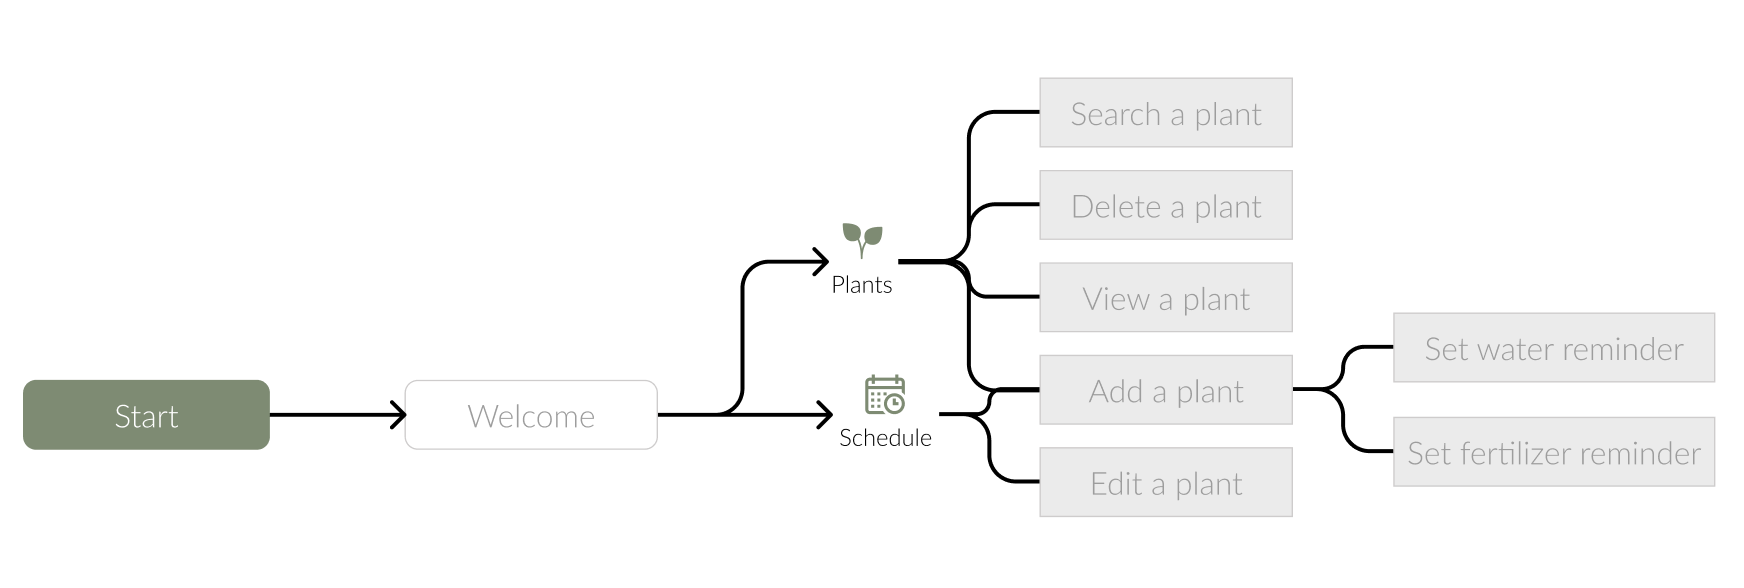 Start
Welcome
Plants
Schedule
Search a plant
Delete a plant
View a plant
Add a plant
Edit a plant
Set water reminder
Set fertilizer reminder